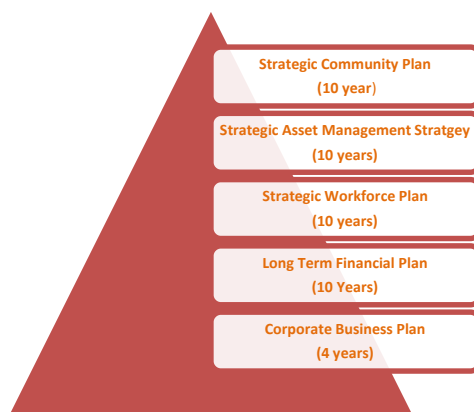 Strategic Community Plan
(10 year)
Strategic Asset Management Stratgey
(10 years)
Strategic Workforce Plan
(10 years)
Long Term Financial Plan
(10 Years)
Corporate Business Plan
(4 years)